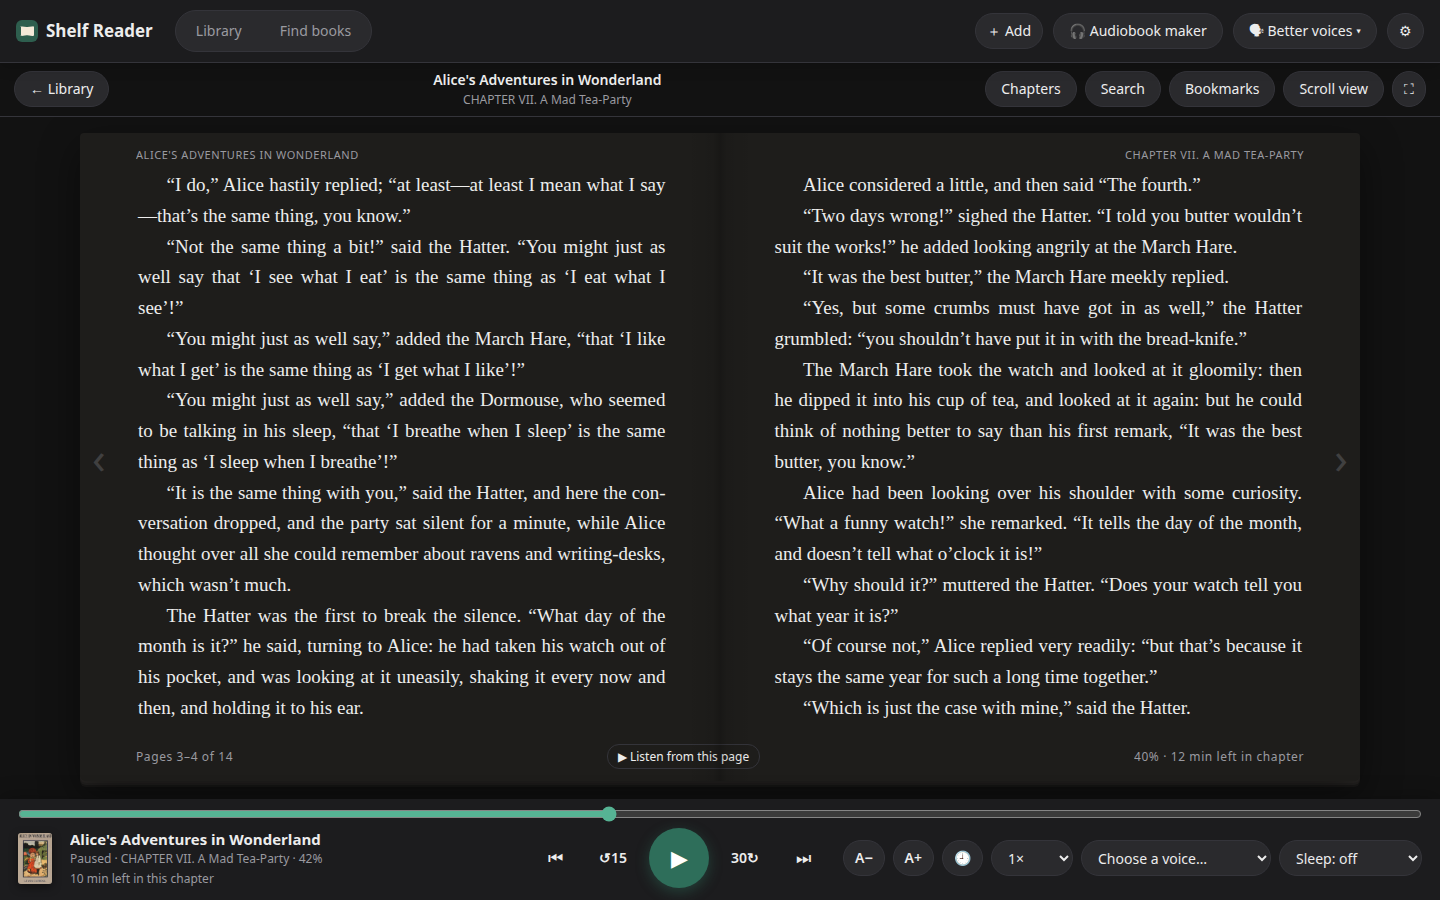 Shelf Reader
Library
Find books
+ Add
Audiobook maker
Better voices ▾
← Library
Alice's Adventures in Wonderland
CHAPTER VII. A Mad Tea-Party
Chapters
Search
Bookmarks
Scroll view
ALICE'S ADVENTURES IN WONDERLAND
“I do,” Alice hastily replied; “at least—at least I mean what I say
—that’s the same thing, you know.”
“Not the same thing a bit!” said the Hatter. “You might just as
well say that ‘I see what I eat’ is the same thing as ‘I eat what I
see’!”
“You might just as well say,” added the March Hare, “that ‘I like
what I get’ is the same thing as ‘I get what I like’!”
“You might just as well say,” added the Dormouse, who seemed
to be talking in his sleep, “that ‘I breathe when I sleep’ is the same
thing as ‘I sleep when I breathe’!”
“It is the same thing with you,” said the Hatter, and here the con-
versation dropped, and the party sat silent for a minute, while Alice
thought over all she could remember about ravens and writing-desks,
which wasn’t much.
The Hatter was the first to break the silence. “What day of the
month is it?” he said, turning to Alice: he had taken his watch out of
his pocket, and was looking at it uneasily, shaking it every now and
then, and holding it to his ear.
CHAPTER VII. A MAD TEA-PARTY
Alice considered a little, and then said “The fourth.”
“Two days wrong!” sighed the Hatter. “I told you butter wouldn’t
suit the works!” he added looking angrily at the March Hare.
“It was the best butter,” the March Hare meekly replied.
“Yes, but some crumbs must have got in as well,” the Hatter
grumbled: “you shouldn’t have put it in with the bread-knife.”
The March Hare took the watch and looked at it gloomily: then
he dipped it into his cup of tea, and looked at it again: but he could
think of nothing better to say than his first remark, “It was the best
butter, you know.”
Alice had been looking over his shoulder with some curiosity.
“What a funny watch!” she remarked. “It tells the day of the month,
and doesn’t tell what o’clock it is!”
“Why should it?” muttered the Hatter. “Does your watch tell you
what year it is?”
“Of course not,” Alice replied very readily: “but that’s because it
stays the same year for such a long time together.”
“Which is just the case with mine,” said the Hatter.
Pages 3–4 of 14
▶ Listen from this page
40% · 12 min left in chapter
Alice's Adventures in Wonderland
Paused · CHAPTER VII. A Mad Tea-Party · 42%
10 min left in this chapter
↺15
30↻
A−
A+
1×
Choose a voice...
Sleep: off